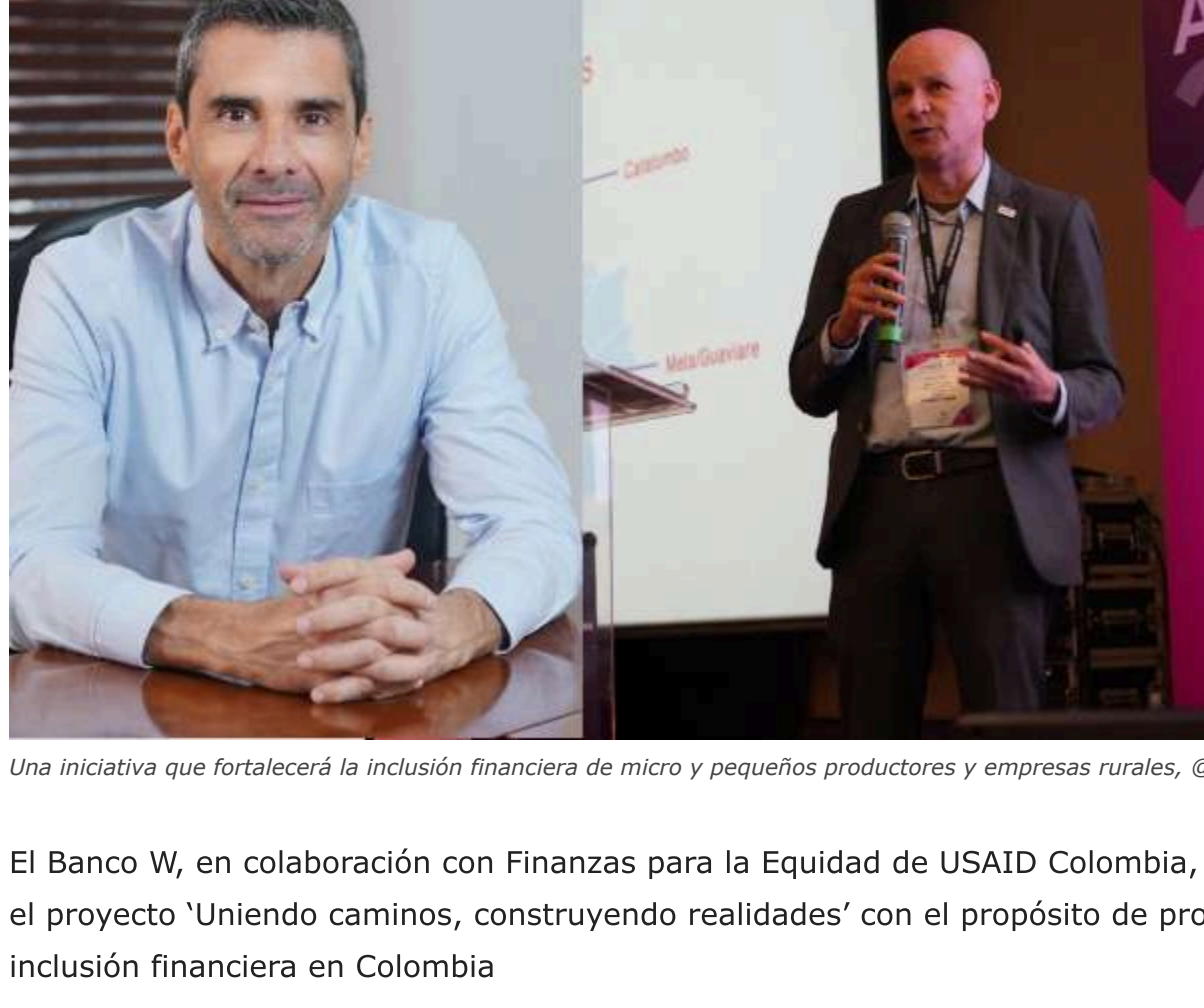 S
Catatumbo
Meta/Guaviare
A
Una iniciativa que fortalecerá la inclusión financiera de micro y pequeños productores y empresas rurales, ©
El Banco W, en colaboración con Finanzas para la Equidad de USAID Colombia,
el proyecto ‘Uniendo caminos, construyendo realidades’ con el propósito de pro
inclusión financiera en Colombia